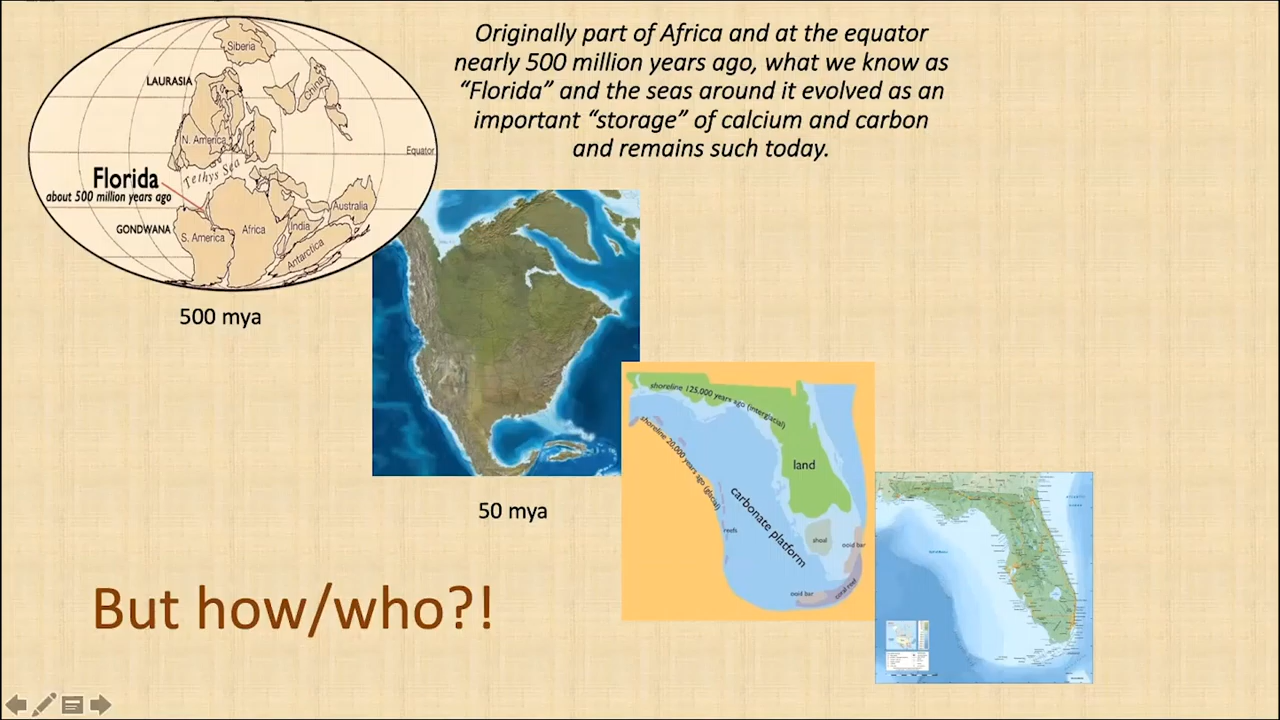 Originally part of Africa and at the equator
nearly 500 million years ago, what we know as
“Florida” and the seas around it evolved as an
important “storage” of calcium and carbon
and remains such today.
Siberia
LAURASIA
China
N. America
Equator
Tethys Sea
Florida
about 500 million years ago
Australia
GONDWANA
S. America
Africa
India
Antarctica
500 mya
50 mya
shoreline 125,000 years ago (interglacial)
shoreline 20,000 years ago (glacial)
land
carbonate platform
reefs
shoal
ooid bar
ooid bar
coral reef
But how/who?!